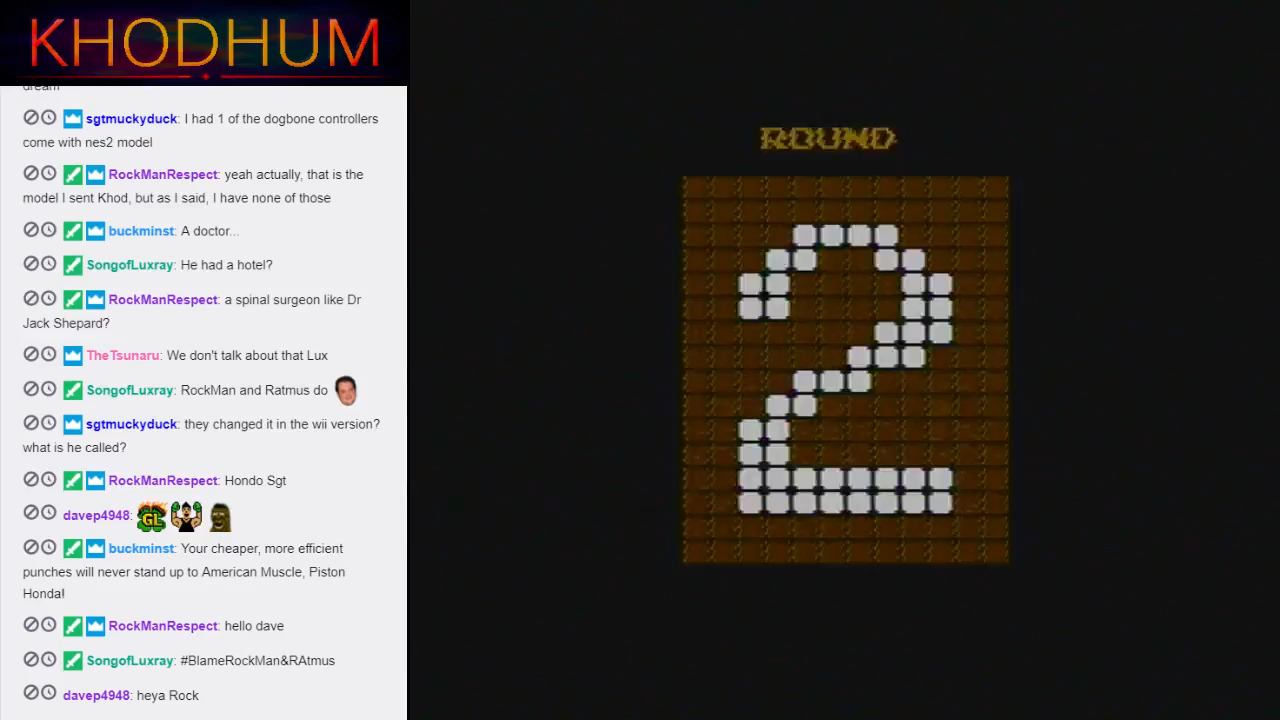 KHODHUM
dream
sgtmuckyduck: I had 1 of the dogbone controllers
come with nes2 model
RockManRespect: yeah actually, that is the
model I sent Khod, but as I said, I have none of those
buckminst: A doctor...
SongofLuxray: He had a hotel?
RockManRespect: a spinal surgeon like Dr
Jack Shepard?
TheTsunaru: We don't talk about that Lux
SongofLuxray: RockMan and Ratmus do
sgtmuckyduck: they changed it in the wii version?
what is he called?
RockManRespect: Hondo Sgt
davep4948: GL
buckminst: Your cheaper, more efficient
punches will never stand up to American Muscle, Piston
Honda!
RockManRespect: hello dave
SongofLuxray: #BlameRockMan&RAtmus
davep4948: heya Rock
ROUND
2